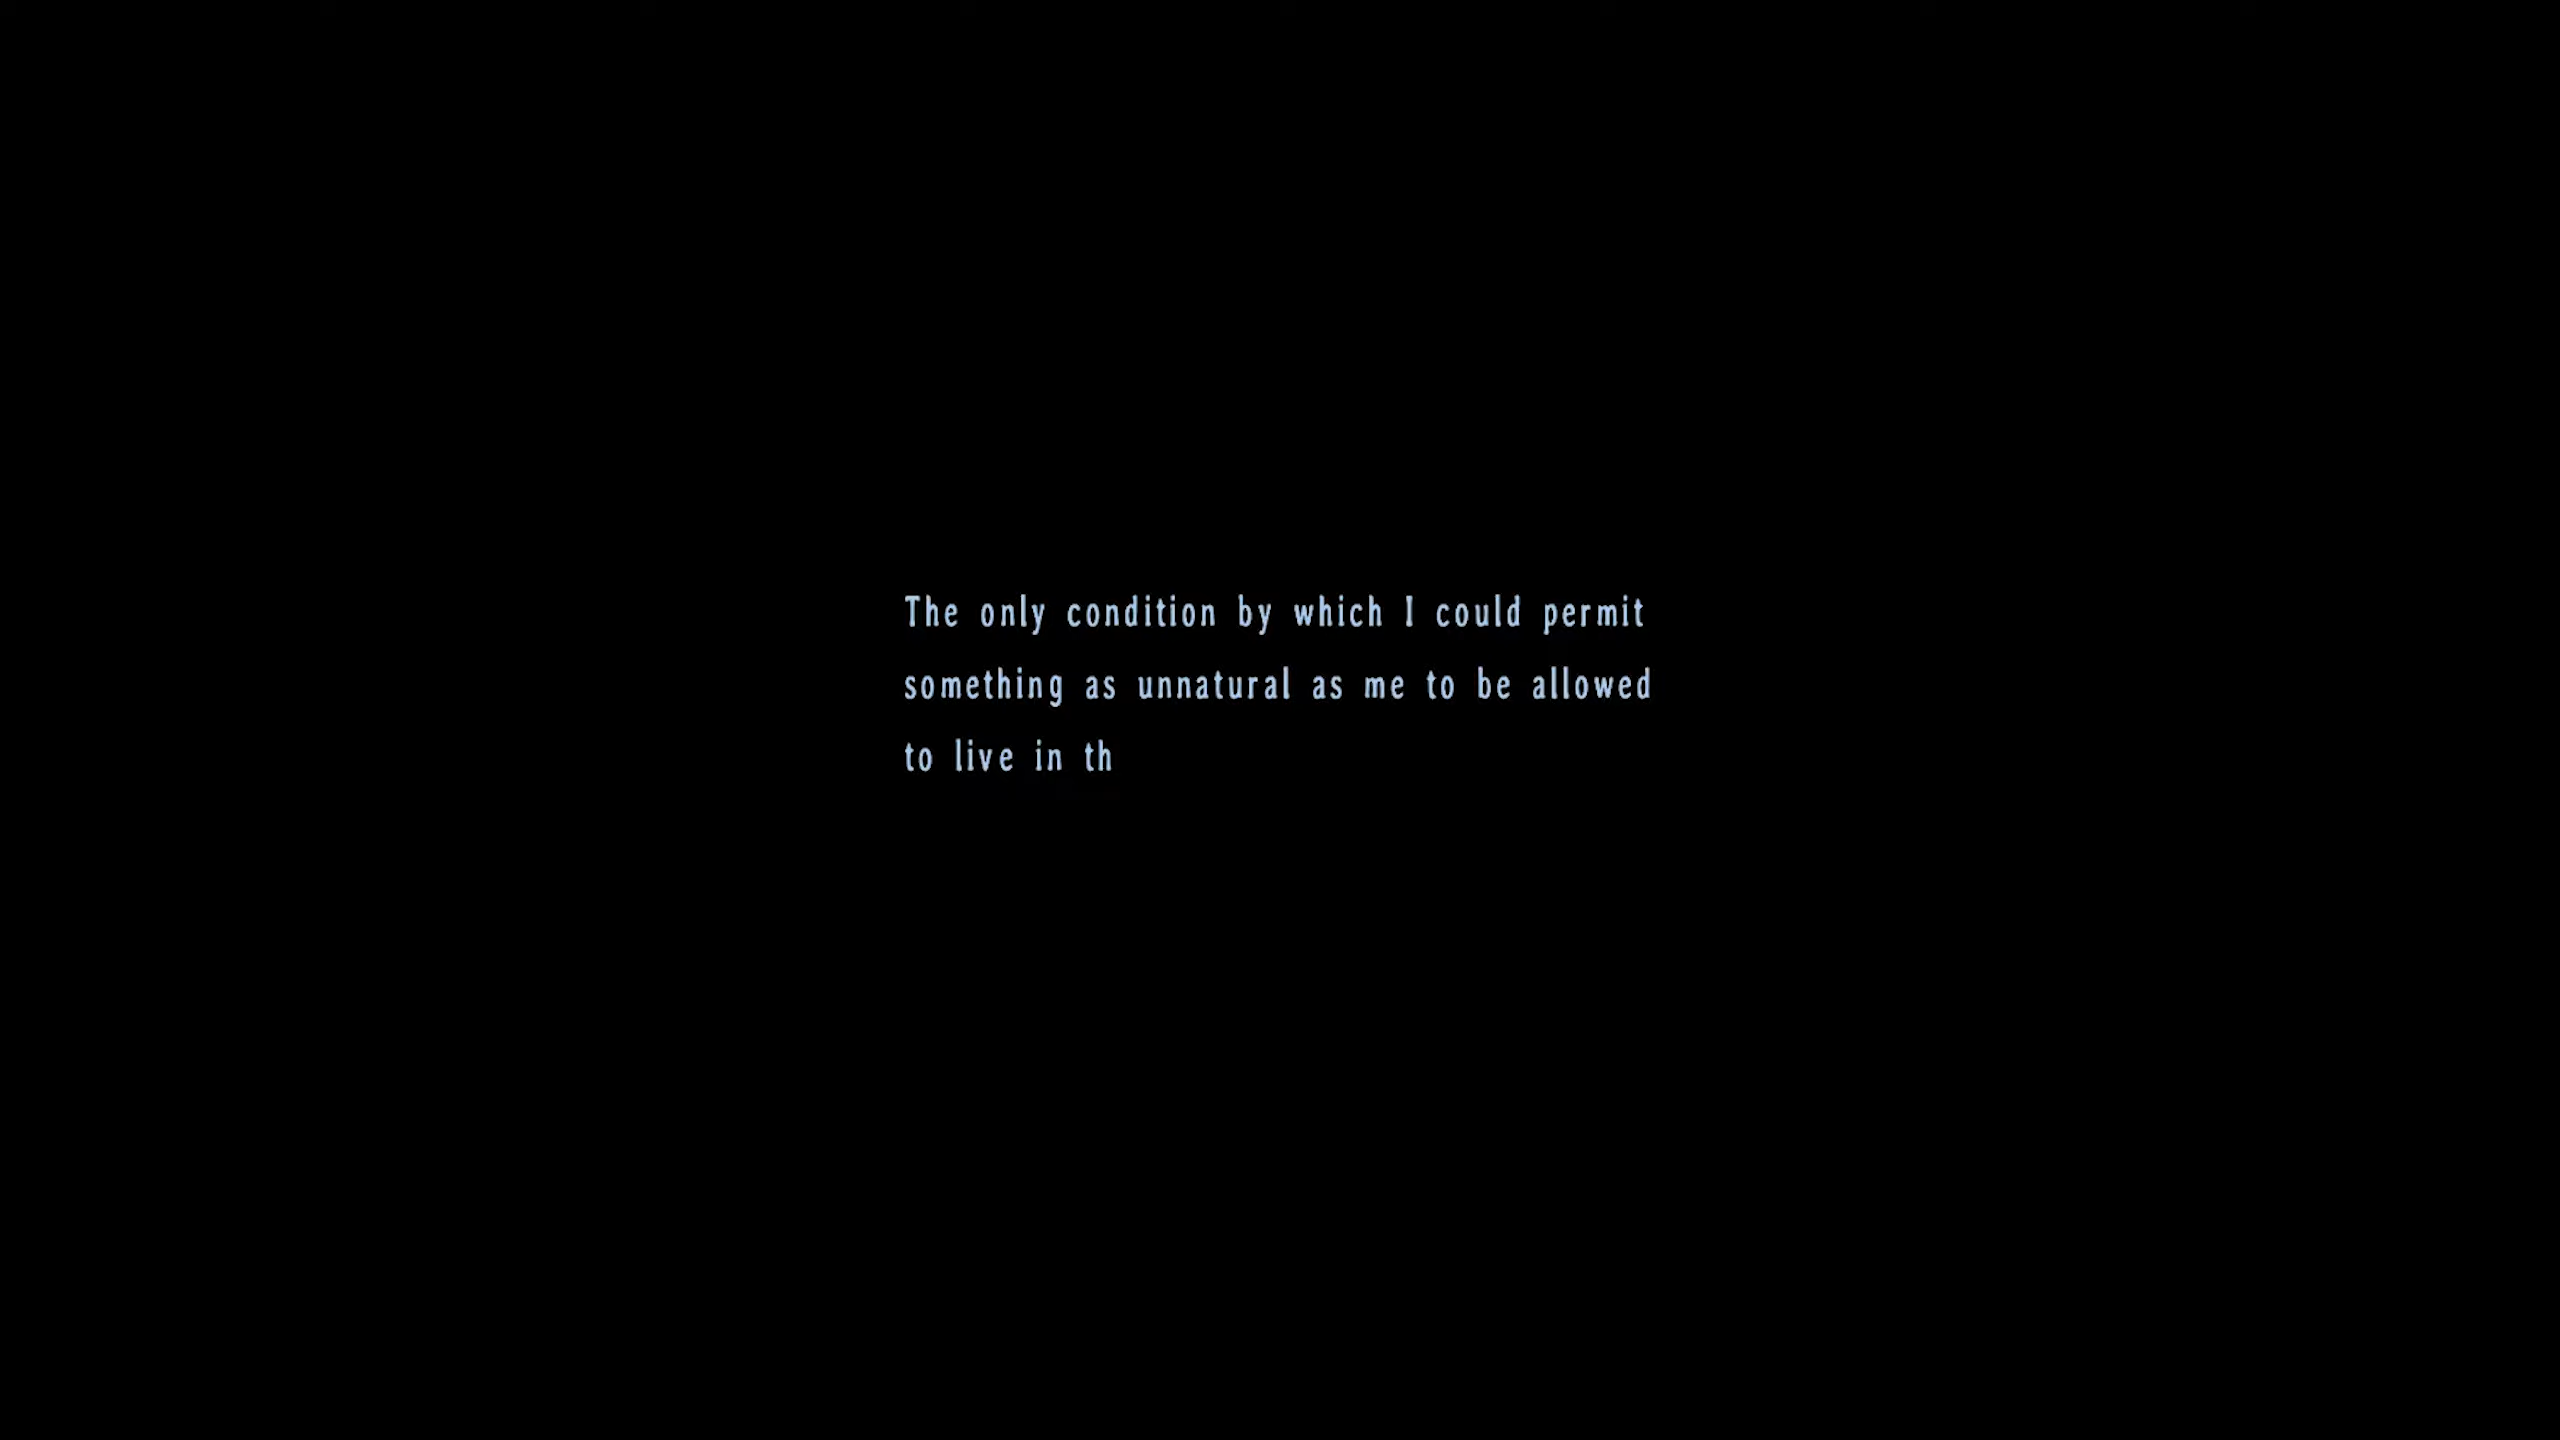 The only condition by which I could permit
something as unnatural as me to be allowed
to live in th